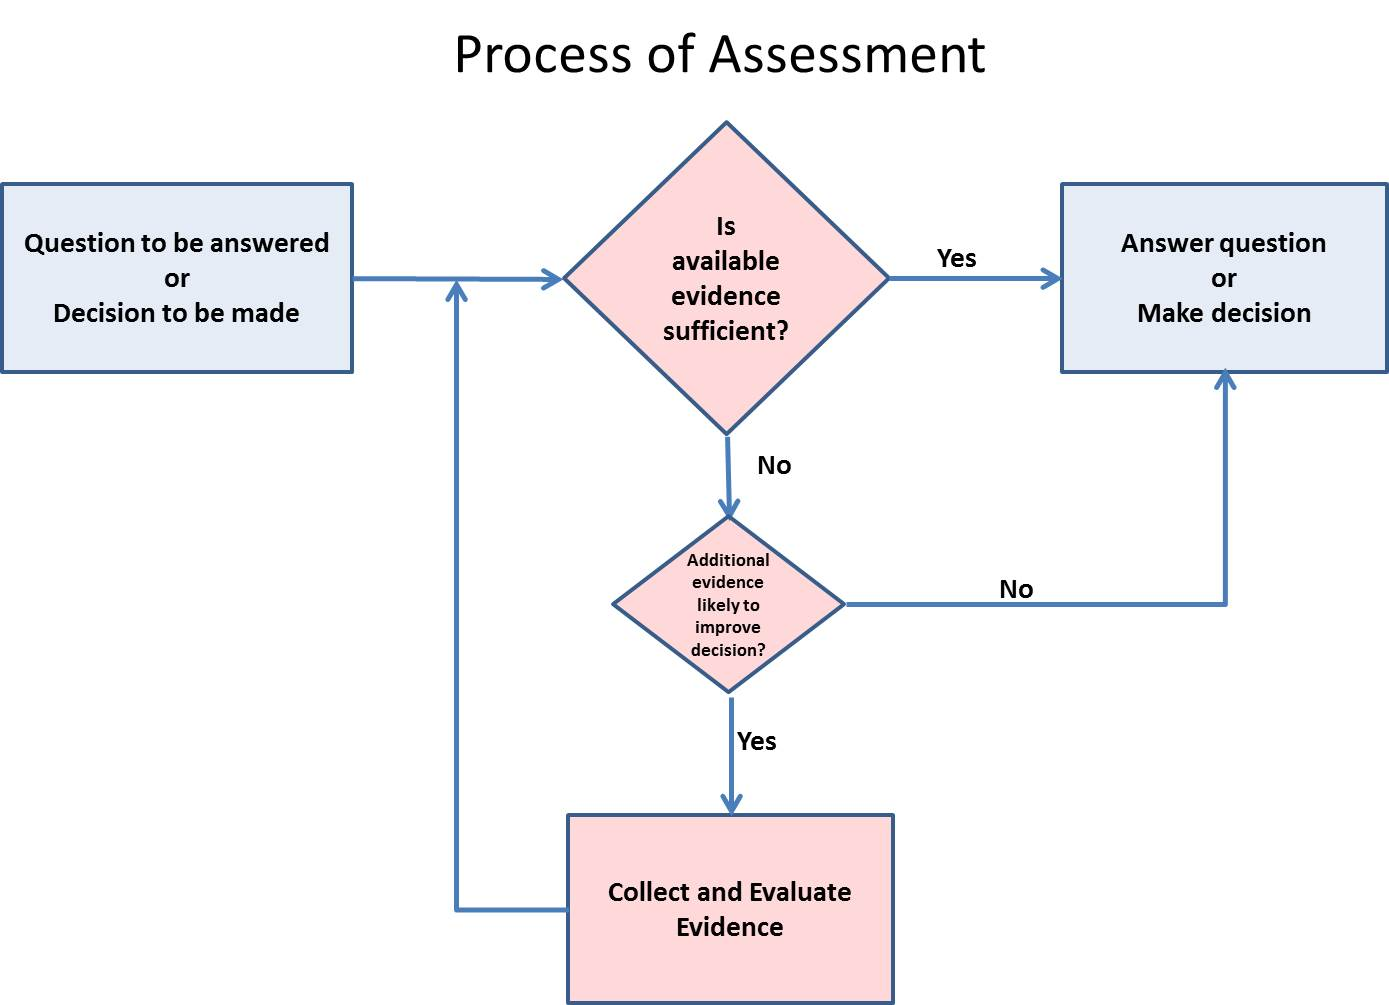 Process of Assessment
Question to be answered
or
Decision to be made
Is
available
evidence
sufficient?
Yes
Answer question
or
Make decision
No
Additional
evidence
likely to
improve
decision?
No
Yes
Collect and Evaluate
Evidence